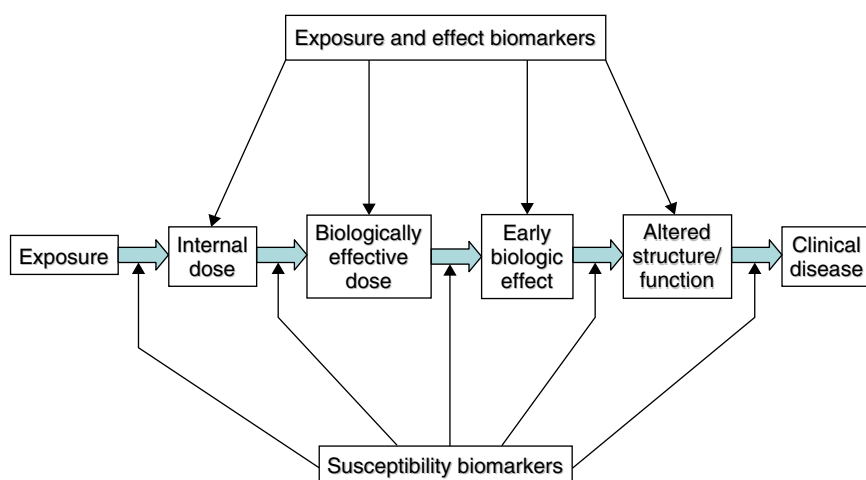 Exposure and effect biomarkers
Exposure
Internal
dose
Biologically
effective
dose
Early
biologic
effect
Altered
structure/
function
Clinical
disease
Susceptibility biomarkers